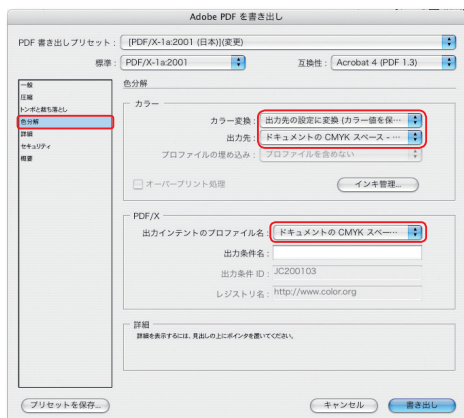 Adobe PDF を書き出し
PDF 書き出しプリセット： [PDF/X-1a:2001 (日本)](変更)
標準： PDF/X-1a:2001 互換性： Acrobat 4 (PDF 1.3)
一般
圧縮
トンボと裁ち落とし
色分解
詳細
セキュリティ
概要
色分解
カラー
カラー変換： 出力先の設定に変換 (カラー値を保…
出力先： ドキュメントの CMYK スペース - …
プロファイルの埋め込み： プロファイルを含めない
オーバープリント処理 インキ管理...
PDF/X
出力インテントのプロファイル名： ドキュメントの CMYK スペー…
出力条件名：
出力条件 ID： JC200103
レジストリ名： http://www.color.org
詳細
詳細を表示するには、見出しの上にポインタを置いてください。
プリセットを保存... キャンセル 書き出し